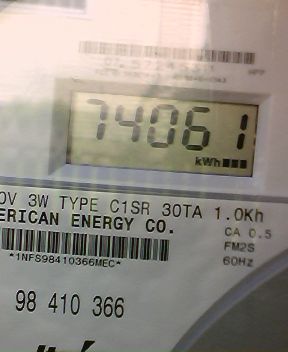 74061
kWh
0V 3W TYPE C1SR 30TA 1.0Kh
ERICAN ENERGY CO.
CA 0.5
FM2S
60Hz
*1NFS98410366MEC*
98 410 366